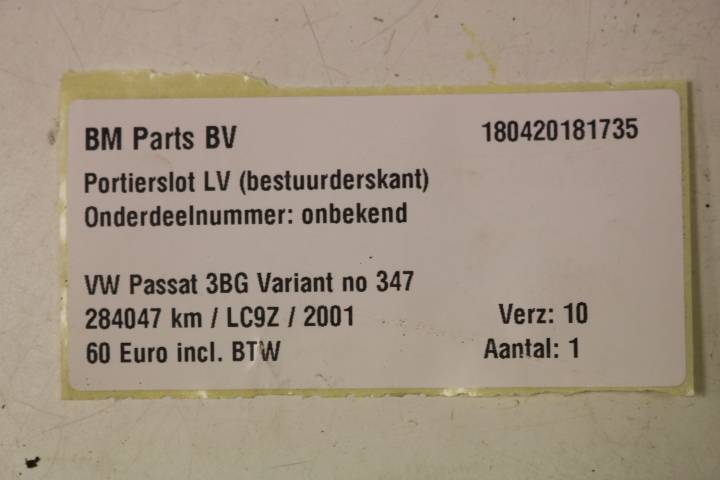 BM Parts BV 180420181735
Portierslot LV (bestuurderskant)
Onderdeelnummer: onbekend
VW Passat 3BG Variant no 347
284047 km / LC9Z / 2001 Verz: 10
60 Euro incl. BTW Aantal: 1